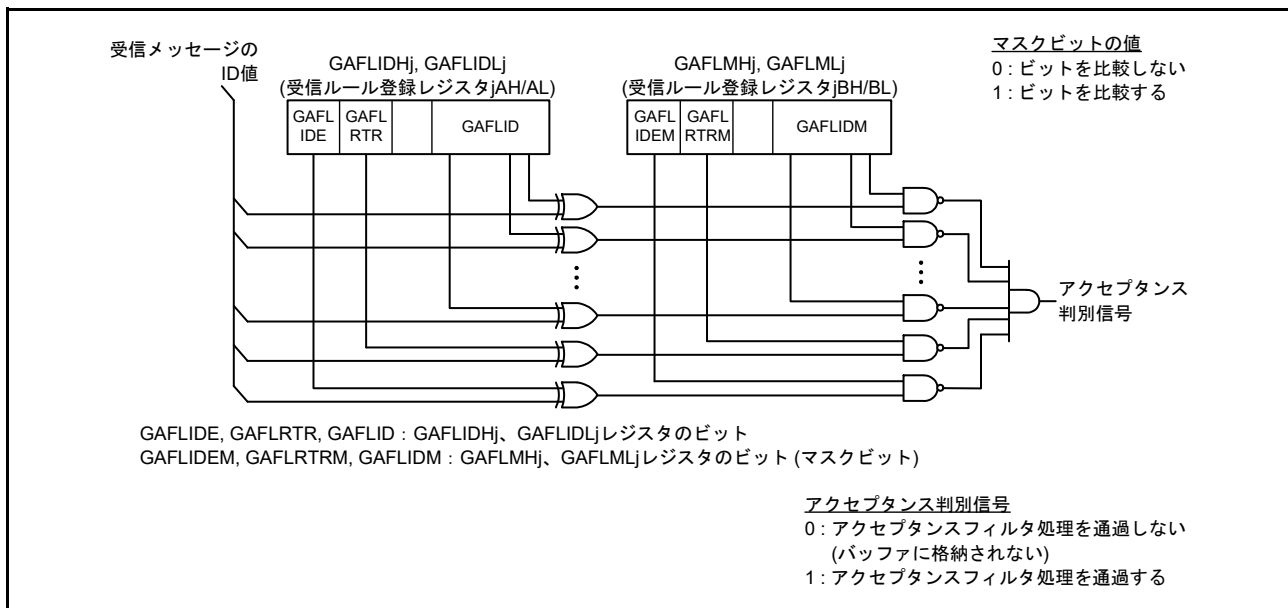 受信メッセージの
ID値
GAFLIDHj, GAFLIDLj
(受信ルール登録レジスタjAH/AL)
GAFL
IDE
GAFL
RTR
GAFLID
GAFLMHj, GAFLMLj
(受信ルール登録レジスタjBH/BL)
GAFL
IDEM
GAFL
RTRM
GAFLIDM
マスクビットの値
0 : ビットを比較しない
1 : ビットを比較する
アクセプタンス
判別信号
GAFLIDE, GAFLRTR, GAFLID : GAFLIDHj、GAFLIDLjレジスタのビット
GAFLIDEM, GAFLRTRM, GAFLIDM : GAFLMHj、GAFLMLjレジスタのビット (マスクビット)
アクセプタンス判別信号
0 : アクセプタンスフィルタ処理を通過しない
(バッファに格納されない)
1 : アクセプタンスフィルタ処理を通過する